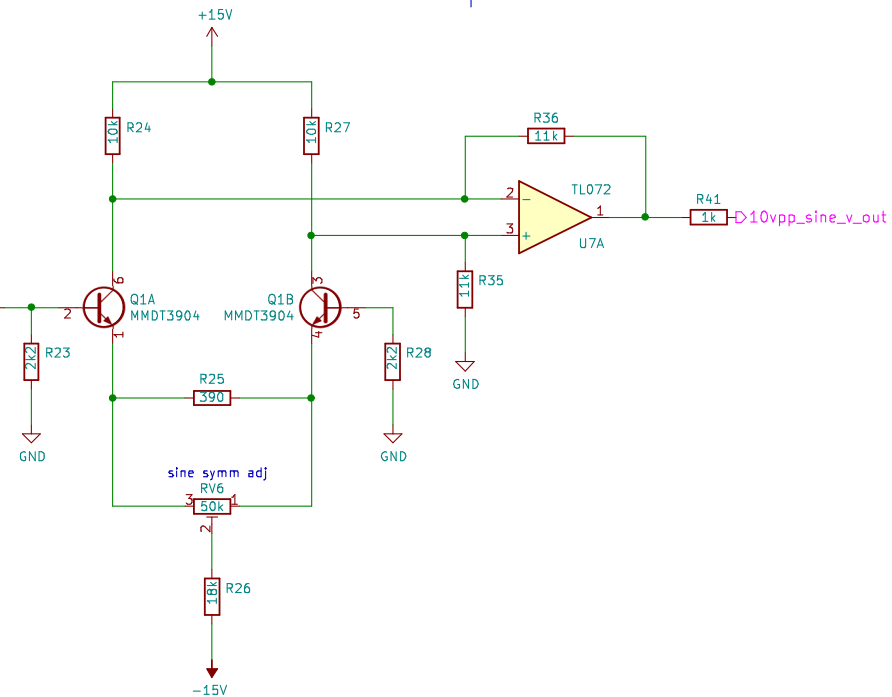 +15V
10k
R24
10k
R27
R36
11k
2
−
TL072
1
R41
1k
10vpp_sine_v_out
3
+
U7A
11k
R35
GND
6
3
Q1A
MMDT3904
2
Q1B
MMDT3904
5
1
4
2k2
R23
GND
2k2
R28
GND
R25
390
sine symm adj
RV6
3
50k
1
2
18k
R26
−15V